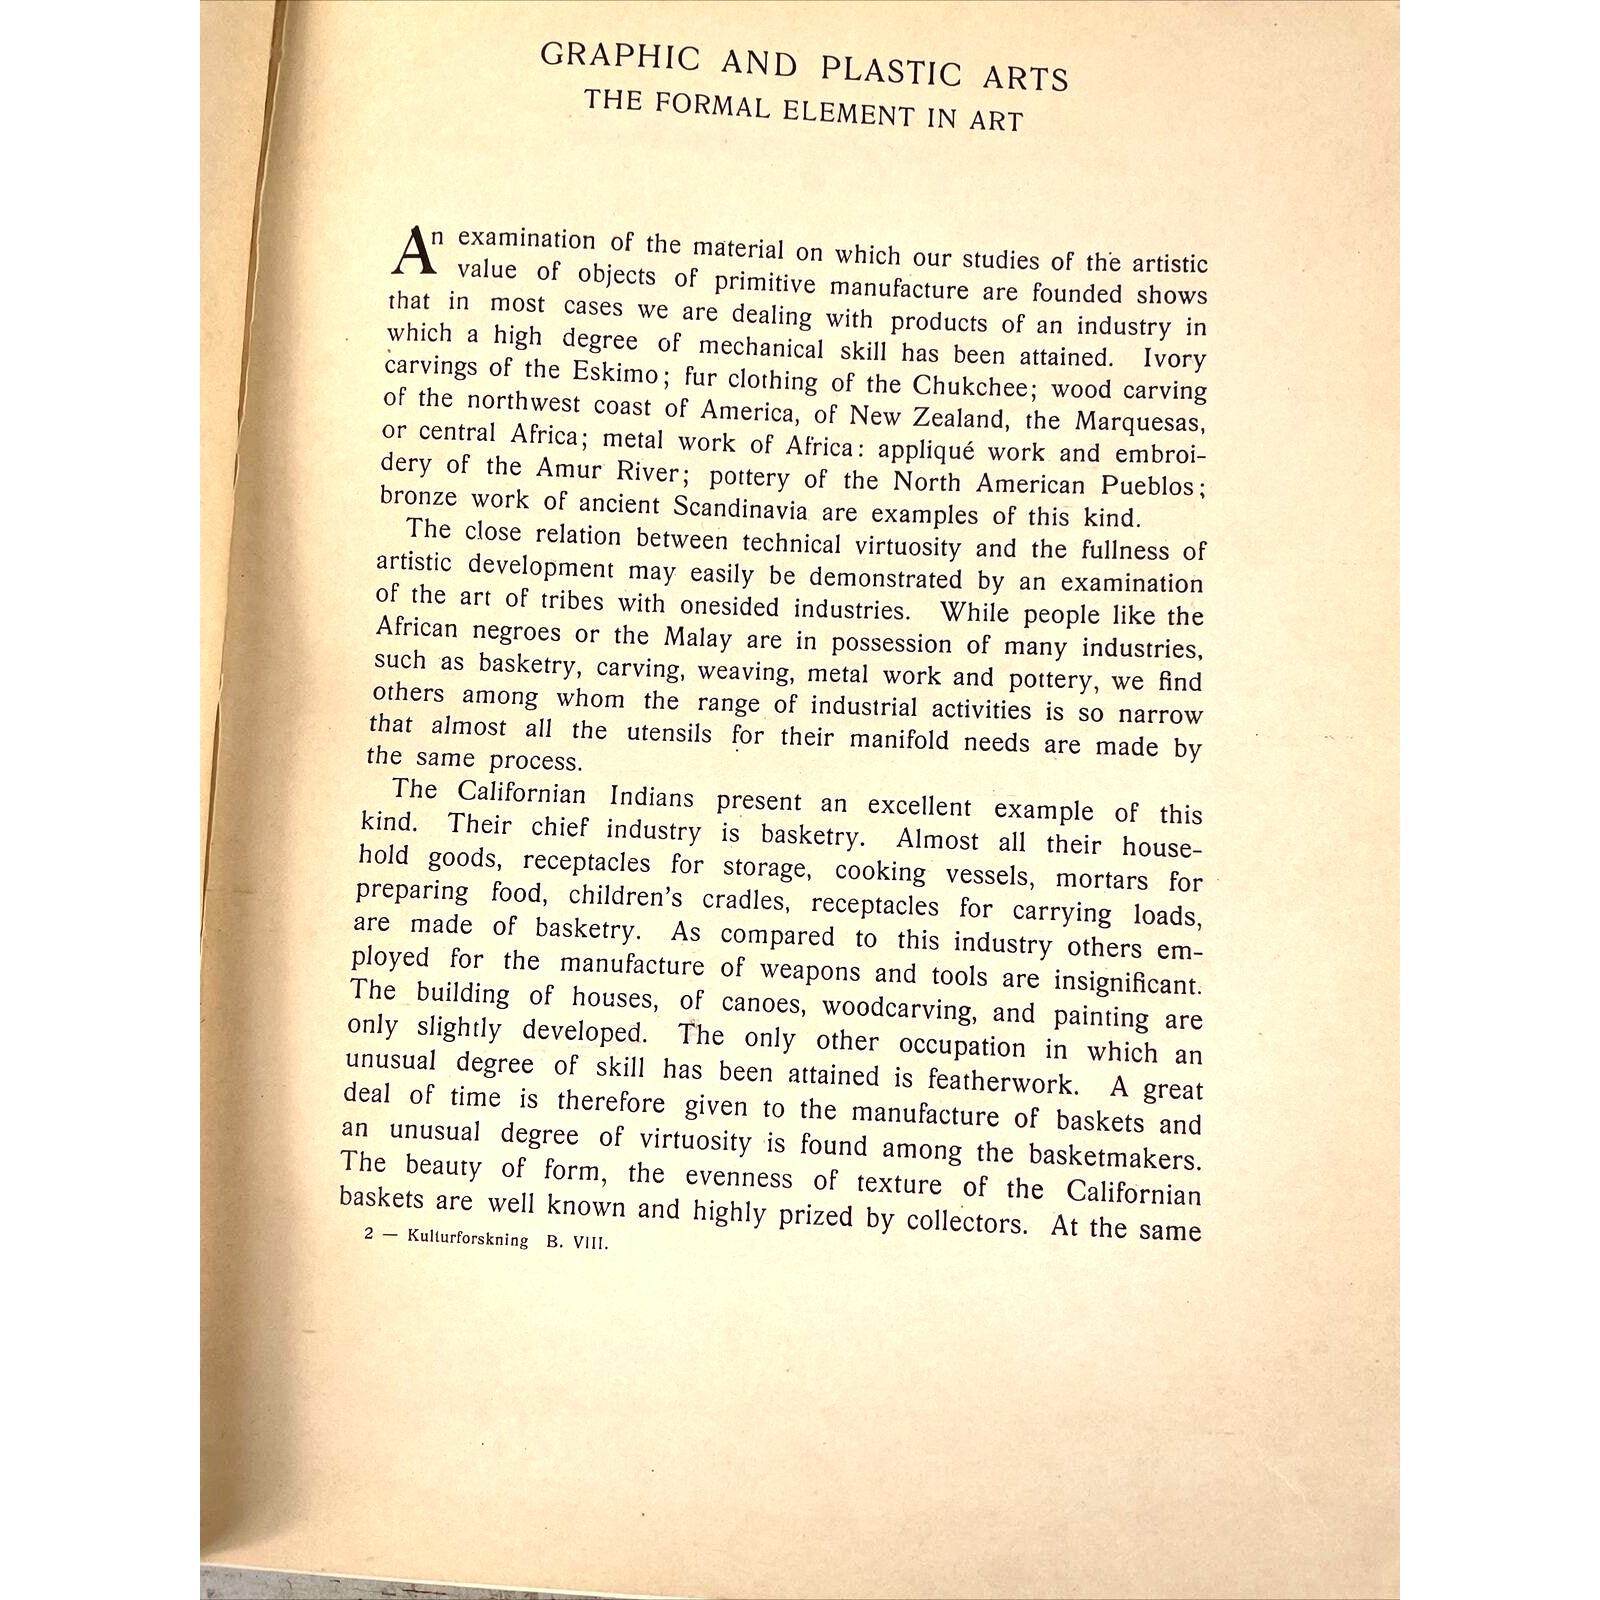 GRAPHIC AND PLASTIC ARTS
THE FORMAL ELEMENT IN ART
An examination of the material on which our studies of the artistic
value of objects of primitive manufacture are founded shows
that in most cases we are dealing with products of an industry in
which a high degree of mechanical skill has been attained. Ivory
carvings of the Eskimo; fur clothing of the Chukchee; wood carving
of the northwest coast of America, of New Zealand, the Marquesas,
or central Africa; metal work of Africa: appliqué work and embroi-
dery of the Amur River; pottery of the North American Pueblos;
bronze work of ancient Scandinavia are examples of this kind.
The close relation between technical virtuosity and the fullness of
artistic development may easily be demonstrated by an examination
of the art of tribes with onesided industries. While people like the
African negroes or the Malay are in possession of many industries,
such as basketry, carving, weaving, metal work and pottery, we find
others among whom the range of industrial activities is so narrow
that almost all the utensils for their manifold needs are made by
the same process.
The Californian Indians present an excellent example of this
kind. Their chief industry is basketry. Almost all their house-
hold goods, receptacles for storage, cooking vessels, mortars for
preparing food, children's cradles, receptacles for carrying loads,
are made of basketry. As compared to this industry others em-
ployed for the manufacture of weapons and tools are insignificant.
The building of houses, of canoes, woodcarving, and painting are
only slightly developed. The only other occupation in which an
unusual degree of skill has been attained is featherwork. A great
deal of time is therefore given to the manufacture of baskets and
an unusual degree of virtuosity is found among the basketmakers.
The beauty of form, the evenness of texture of the Californian
baskets are well known and highly prized by collectors. At the same
2 — Kulturforskning B. VIII.